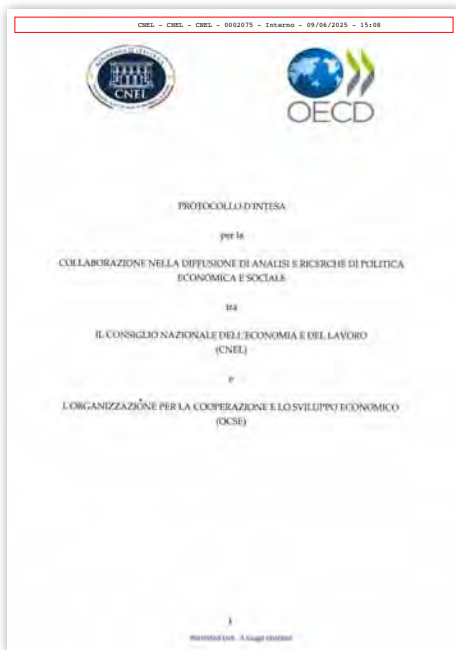 CNEL - CNEL - CNEL - 0002075 - Interno - 09/06/2025 - 15:08
CNEL
OECD
PROTOCOLLO D'INTESA
per la
COLLABORAZIONE NELLA DIFFUSIONE DI ANALISI E RICERCHE DI POLITICA
ECONOMICA E SOCIALE
tra
IL CONSIGLIO NAZIONALE DELL'ECONOMIA E DEL LAVORO
(CNEL)
e
L'ORGANIZZAZIONE PER LA COOPERAZIONE E LO SVILUPPO ECONOMICO
(OCSE)
1